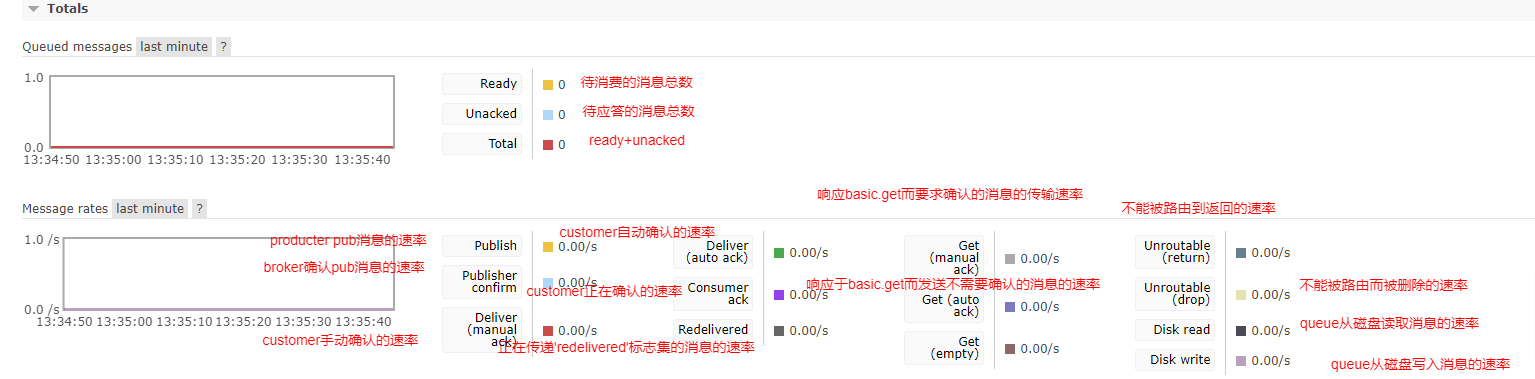 Totals
Queued messages last minute ?
1.0
0.0
13:34:50 13:35:00 13:35:10 13:35:20 13:35:30 13:35:40
Ready 0 待消费的消息总数
Unacked 0 待应答的消息总数
Total 0 ready+unacked
响应basic.get而要求确认的消息的传输速率
不能被路由到返回的速率
Message rates last minute ?
1.0 /s
0.0 /s
13:34:50 13:35:00 13:35:10 13:35:20 13:35:30 13:35:40
producter pub消息的速率
broker确认pub消息的速率
customer手动确认的速率
Publish 0.00/s
Publisher
confirm 0.00/s
Deliver
(manual
ack) 0.00/s
customer自动确认的速率
customer正在确认的速率
正在传递'redelivered'标志集的消息的速率
Deliver
(auto ack) 0.00/s
Consumer
ack 0.00/s
Redelivered 0.00/s
响应于basic.get而发送不需要确认的消息的速率
Get
(manual
ack) 0.00/s
Get (auto
ack) 0.00/s
Get
(empty) 0.00/s
Unroutable
(return) 0.00/s
Unroutable
(drop) 0.00/s
不能被路由而被删除的速率
Disk read 0.00/s
queue从磁盘读取消息的速率
Disk write 0.00/s
queue从磁盘写入消息的速率